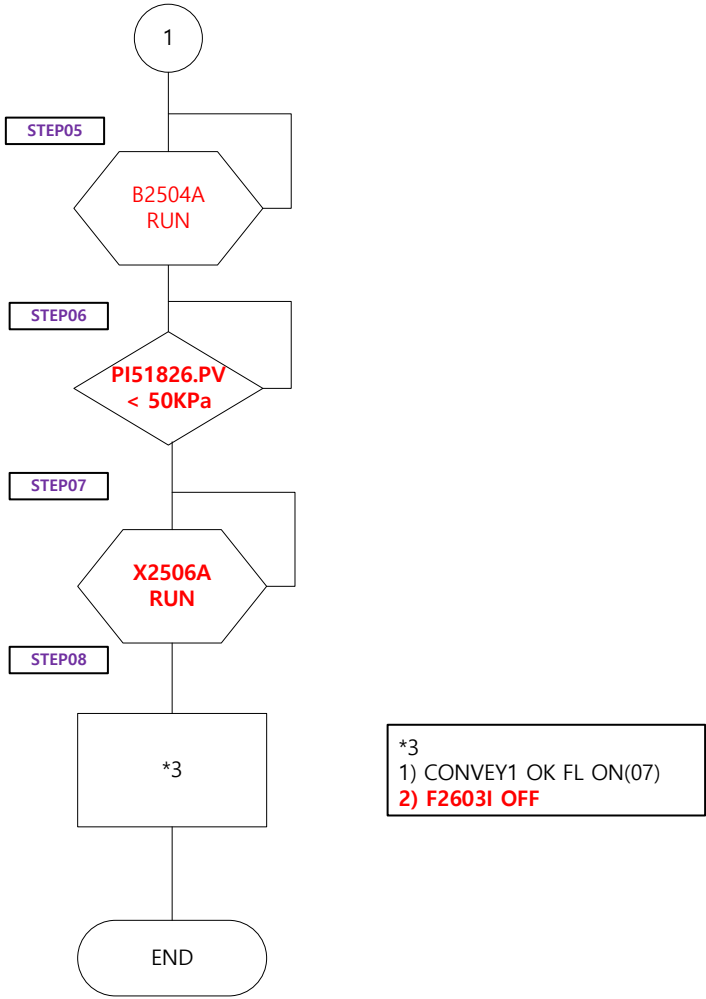 1
STEP05
B2504A
RUN
STEP06
PI51826.PV
< 50KPa
STEP07
X2506A
RUN
STEP08
*3
*3
1) CONVEY1 OK FL ON(07)
2) F2603I OFF
END